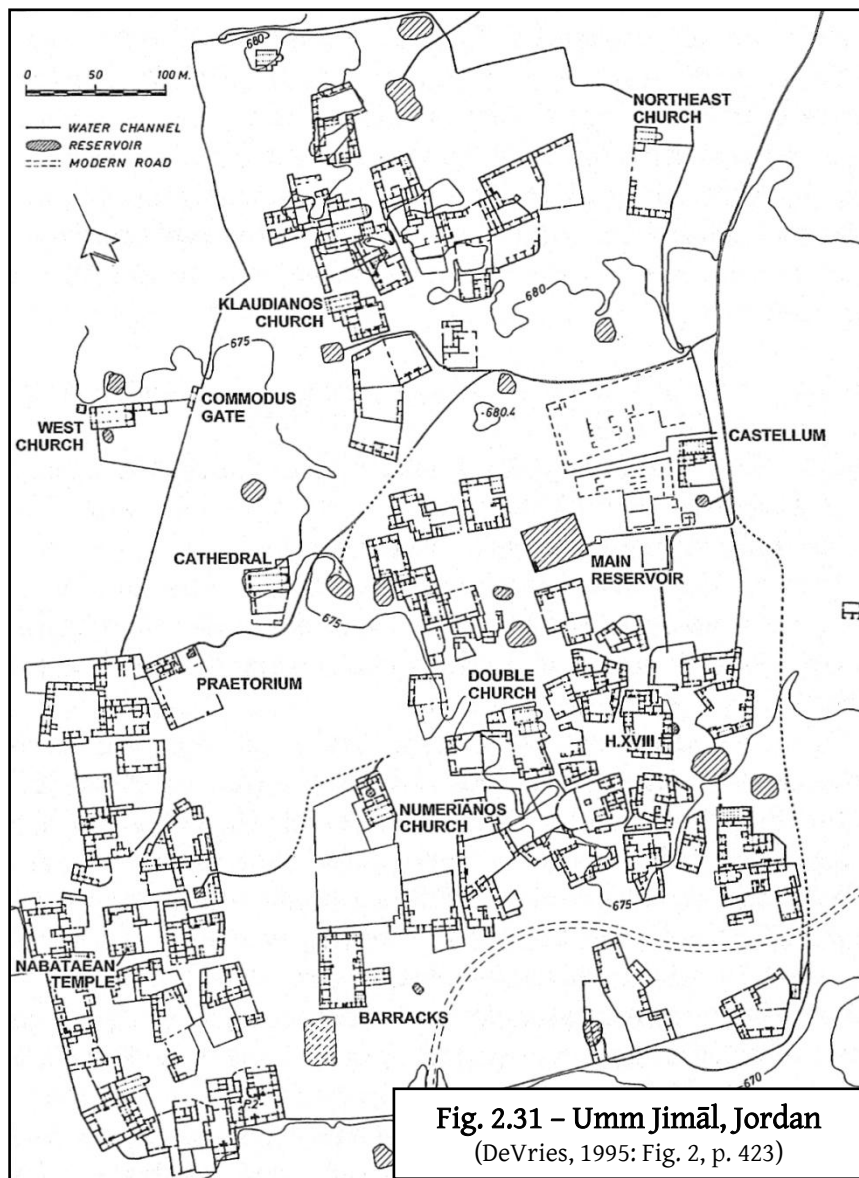 680
0 50 100 M.
WATER CHANNEL
RESERVOIR
MODERN ROAD
NORTHEAST
CHURCH
KLAUDIANOS
CHURCH
680
675
COMMODUS
GATE
WEST
CHURCH
680.4
CASTELLUM
CATHEDRAL
MAIN
RESERVOIR
675
PRAETORIUM
DOUBLE
CHURCH
H.XVIII
NUMERIANOS
CHURCH
675
NABATAEAN
TEMPLE
BARRACKS
670
Fig. 2.31 – Umm Jimāl, Jordan
(DeVries, 1995: Fig. 2, p. 423)